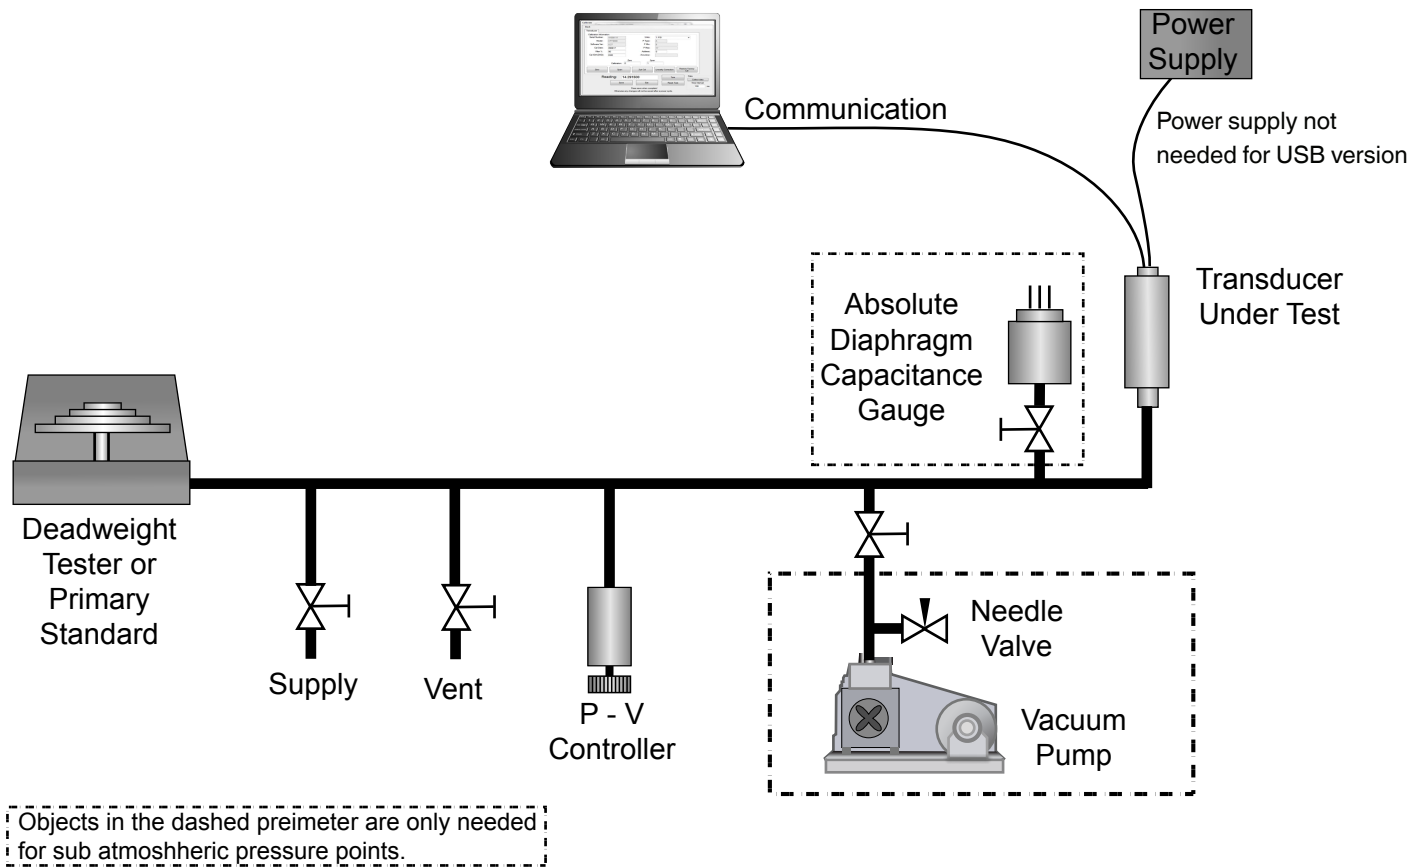 Power
Supply
Communication
Power supply not
needed for USB version
Transducer
Under Test
Absolute
Diaphragm
Capacitance
Gauge
Deadweight
Tester or
Primary
Standard
Supply
Vent
P - V
Controller
Needle
Valve
Vacuum
Pump
Objects in the dashed preimeter are only needed
for sub atmoshheric pressure points.